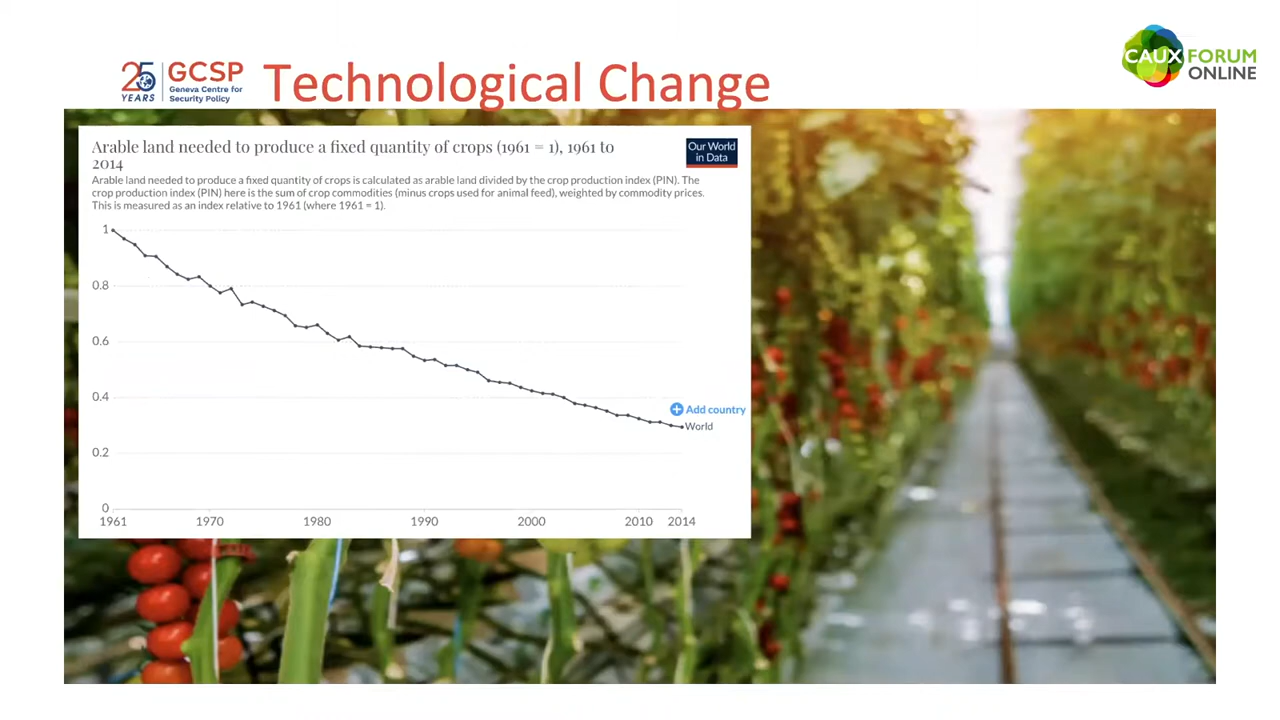 25
YEARS
GCSP
Geneva Centre for
Security Policy
Technological Change
CAUX FORUM
ONLINE
Arable land needed to produce a fixed quantity of crops (1961 = 1), 1961 to
2014
Our World
in Data
Arable land needed to produce a fixed quantity of crops is calculated as arable land divided by the crop production index (PIN). The
crop production index (PIN) here is the sum of crop commodities (minus crops used for animal feed), weighted by commodity prices.
This is measured as an index relative to 1961 (where 1961 = 1).
1
0.8
0.6
0.4
Add country
World
0.2
0
1961 1970 1980 1990 2000 2010 2014